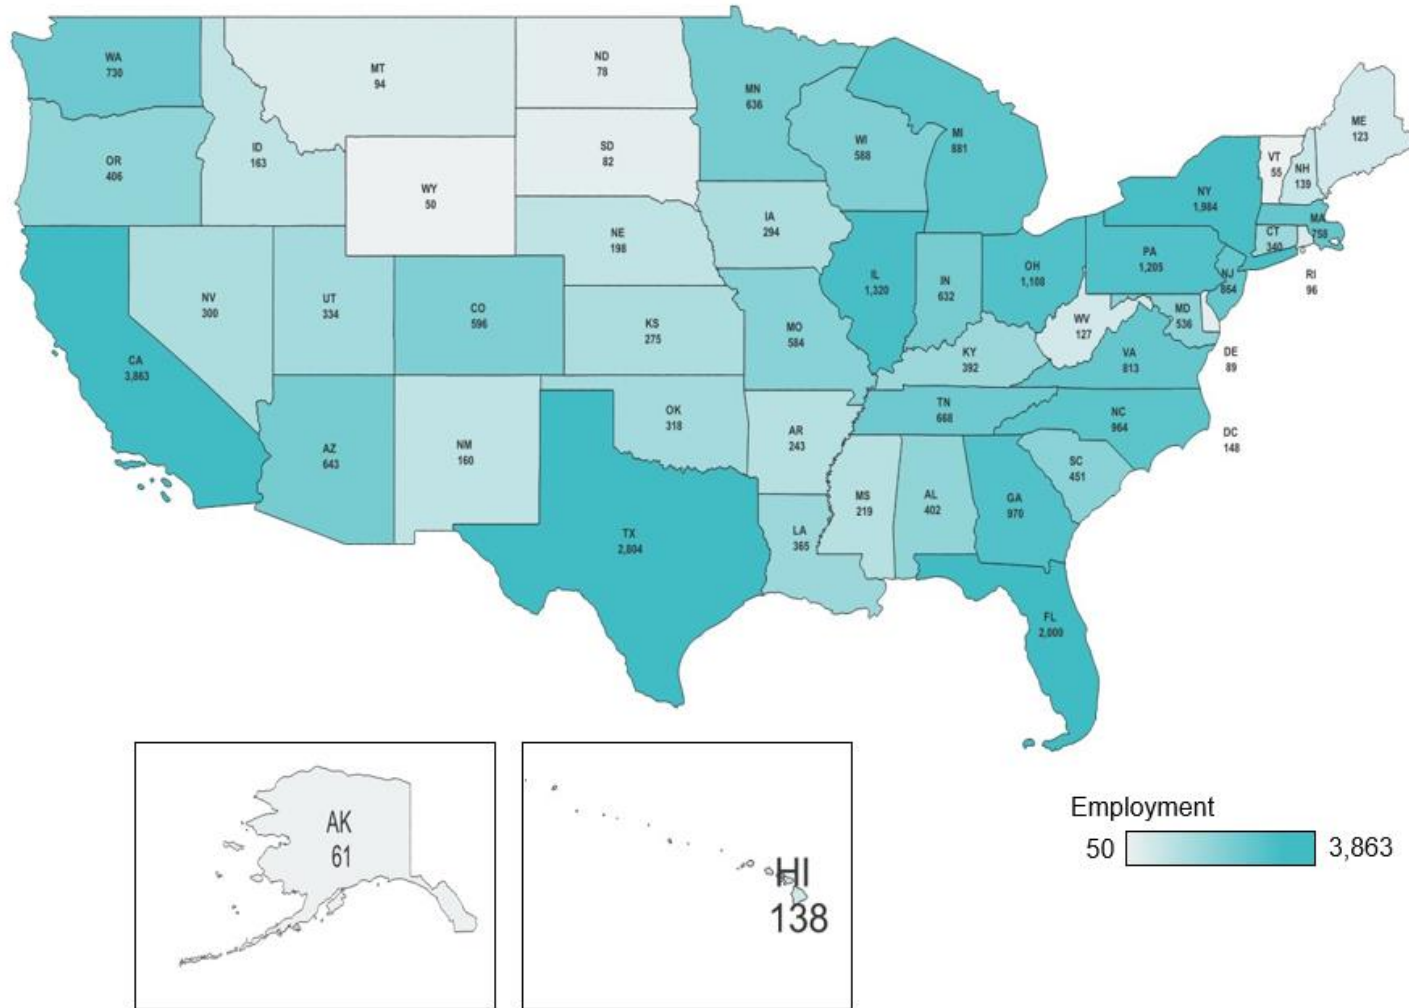 WA
730
MT
94
ND
78
MN
636
ME
123
OR
406
ID
163
SD
82
WI
588
MI
881
VT
55
NH
139
WY
50
NY
1,984
MA
758
IA
294
NE
198
CT
340
PA
1,205
RI
96
NV
300
UT
334
CO
596
IL
1,320
IN
632
OH
1,108
NJ
864
KS
275
MO
584
WV
127
MD
536
CA
3,863
KY
392
VA
813
DE
89
OK
318
TN
668
NC
964
AZ
643
NM
160
AR
243
DC
148
SC
451
MS
219
AL
402
GA
970
TX
2,804
LA
365
FL
2,000
AK
61
HI
138
Employment
50
3,863